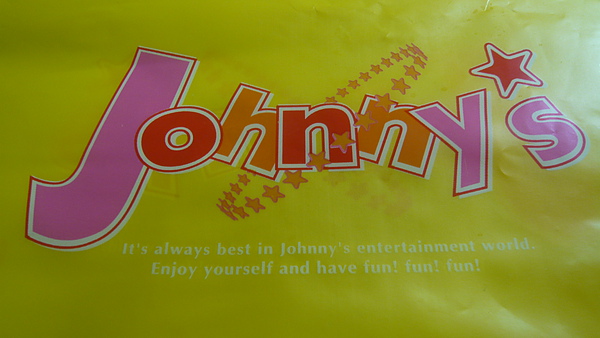 Johnny's
It's always best in Johnny's entertainment world.
Enjoy yourself and have fun! fun! fun!